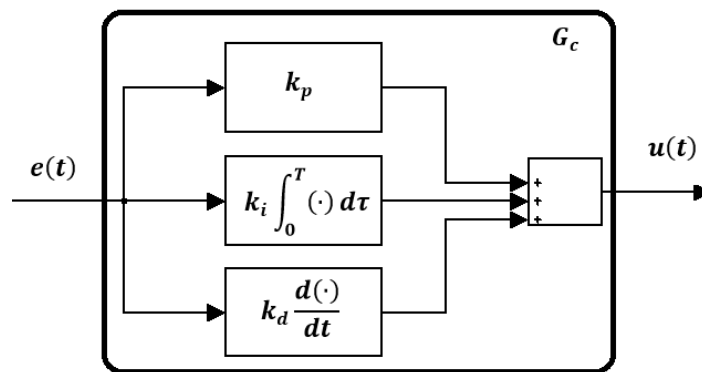 G_c
k_p
e(t)
k_i ∫_0^T (·) dτ
u(t)
+
+
+
k_d d(·)/dt